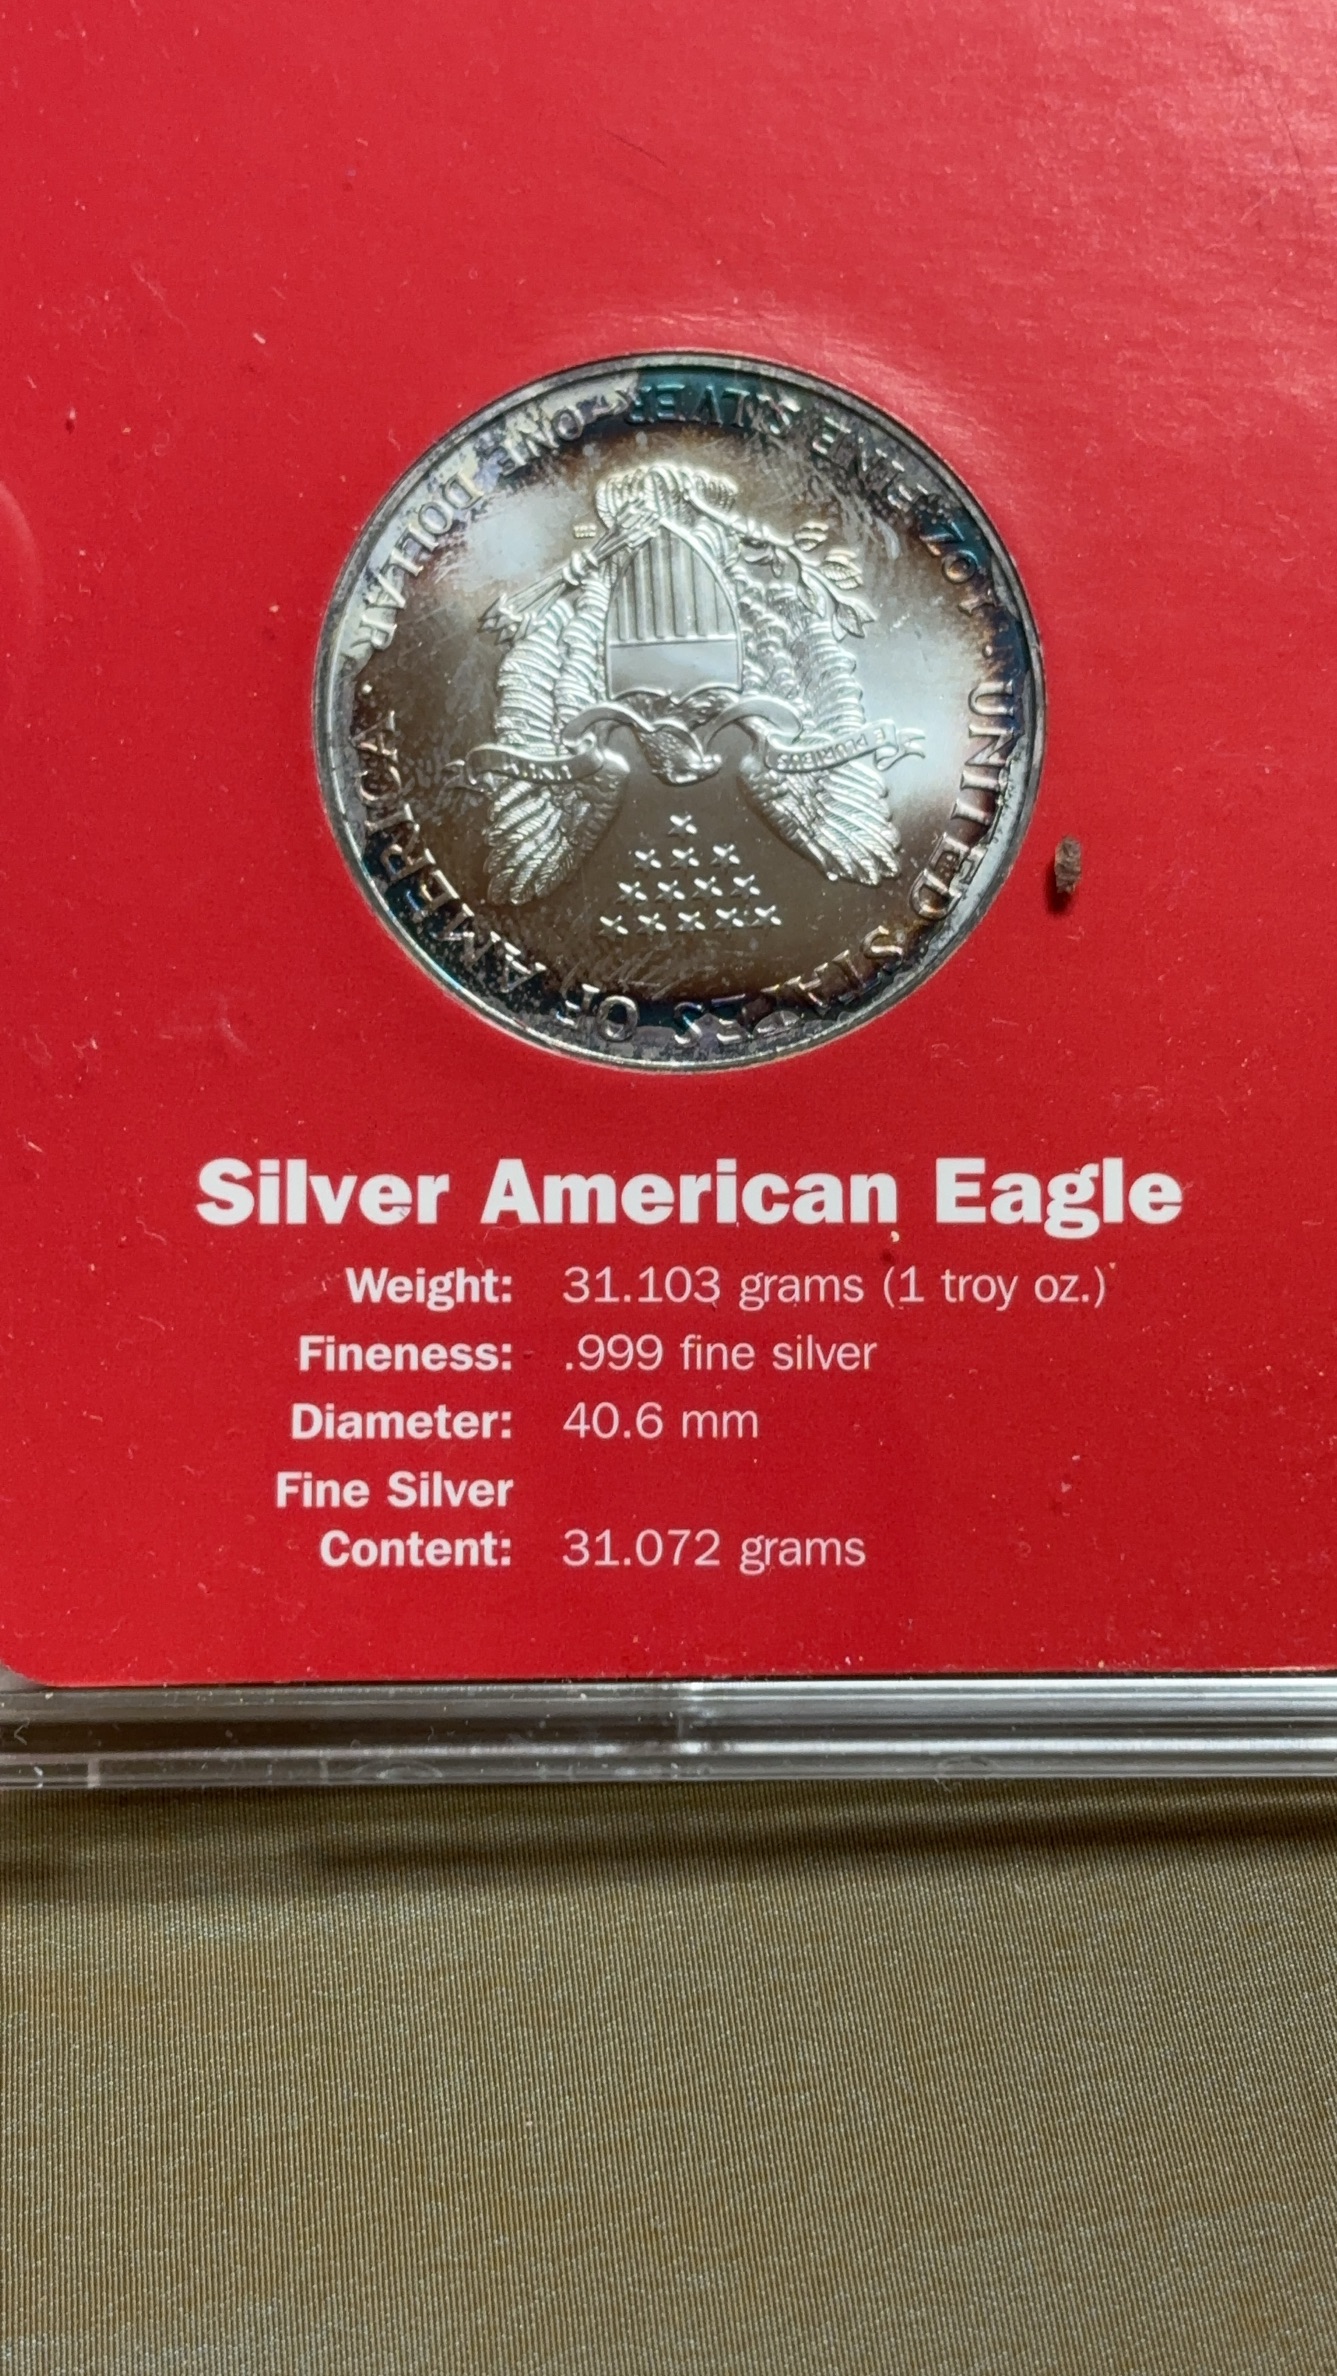 UNITED STATES OF AMERICA · 1 OZ. FINE SILVER - ONE DOLLAR ·
PLURIBUS UNUM
Silver American Eagle
Weight: 31.103 grams (1 troy oz.)
Fineness: .999 fine silver
Diameter: 40.6 mm
Fine Silver
Content: 31.072 grams